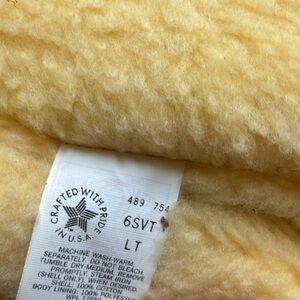 CRAFTED WITH PRIDE
IN U.S.A.
489 754
6SVT
LT
MACHINE WASH-WARM
SEPARATELY. DO NOT BLEACH.
TUMBLE DRY-MEDIUM. REMOVE
PROMPTLY. STEAM IRON
(SHELL ONLY). WHEN DESIRED.
SHELL: 100% COTTON
BODY LINING: 100% POLYESTER